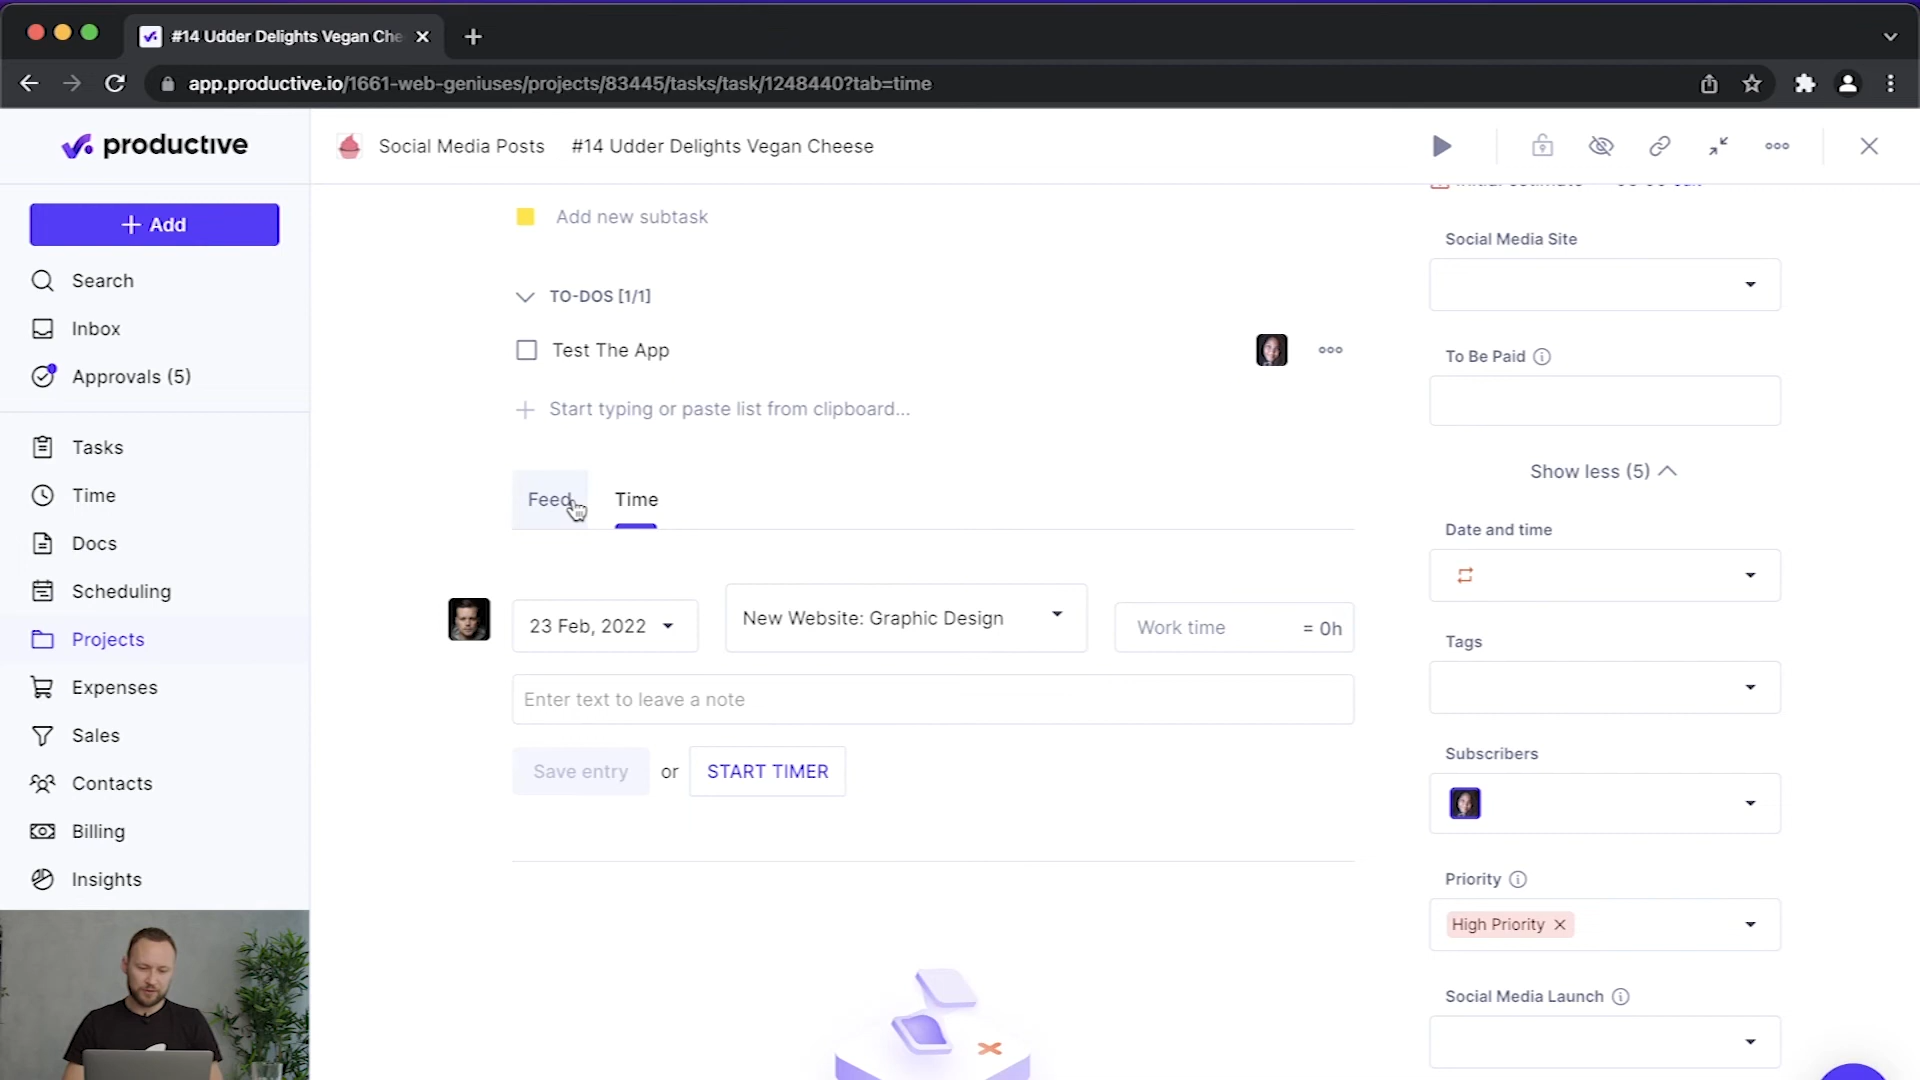 #14 Udder Delights Vegan Che
app.productive.io/1661-web-geniuses/projects/83445/tasks/task/1248440?tab=time
productive
Social Media Posts #14 Udder Delights Vegan Cheese
+ Add
Search
Inbox
Approvals (5)
Tasks
Time
Docs
Scheduling
Projects
Expenses
Sales
Contacts
Billing
Insights
Add new subtask
TO-DOS [1/1]
Test The App
Start typing or paste list from clipboard...
Feed Time
23 Feb, 2022
New Website: Graphic Design
Work time = 0h
Enter text to leave a note
Save entry or START TIMER
Social Media Site
To Be Paid
Show less (5)
Date and time
Tags
Subscribers
Priority
High Priority
Social Media Launch